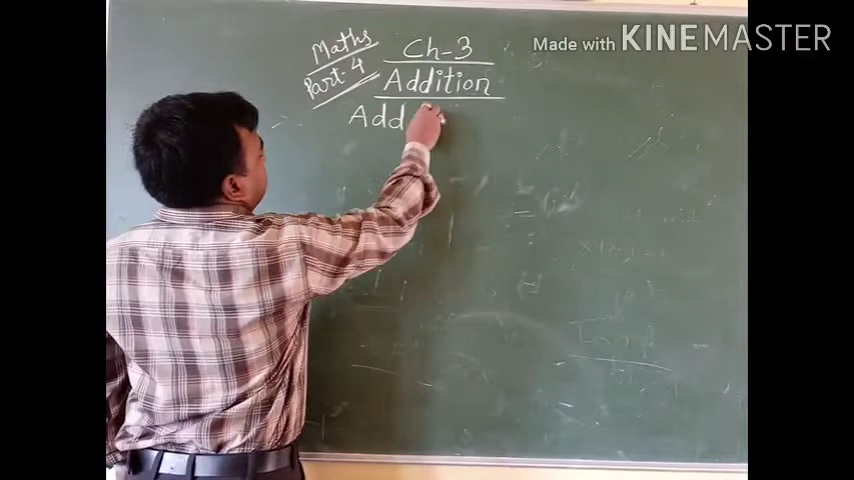 Maths
Part-4
Ch-3
Addition
Add
Made with KINEMASTER